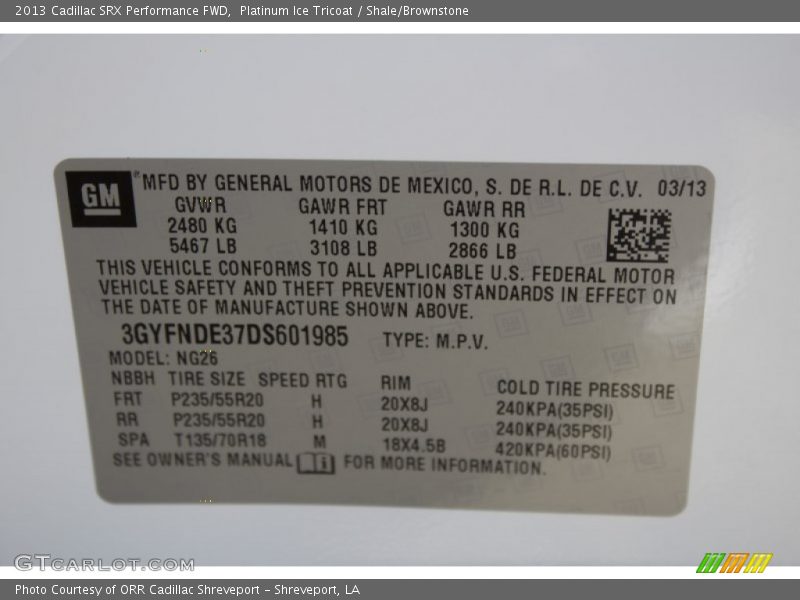 2013 Cadillac SRX Performance FWD, Platinum Ice Tricoat / Shale/Brownstone
GM ® MFD BY GENERAL MOTORS DE MEXICO, S. DE R.L. DE C.V. 03/13
GVWR GAWR FRT GAWR RR
2480 KG 1410 KG 1300 KG
5467 LB 3108 LB 2866 LB
THIS VEHICLE CONFORMS TO ALL APPLICABLE U.S. FEDERAL MOTOR
VEHICLE SAFETY AND THEFT PREVENTION STANDARDS IN EFFECT ON
THE DATE OF MANUFACTURE SHOWN ABOVE.
3GYFNDE37DS601985 TYPE: M.P.V.
MODEL: NG26
NBBH TIRE SIZE SPEED RTG RIM COLD TIRE PRESSURE
FRT P235/55R20 H 20X8J 240KPA(35PSI)
RR P235/55R20 H 20X8J 240KPA(35PSI)
SPA T135/70R18 M 18X4.5B 420KPA(60PSI)
SEE OWNER'S MANUAL FOR MORE INFORMATION.
GTCARLOT.COM
Photo Courtesy of ORR Cadillac Shreveport - Shreveport, LA